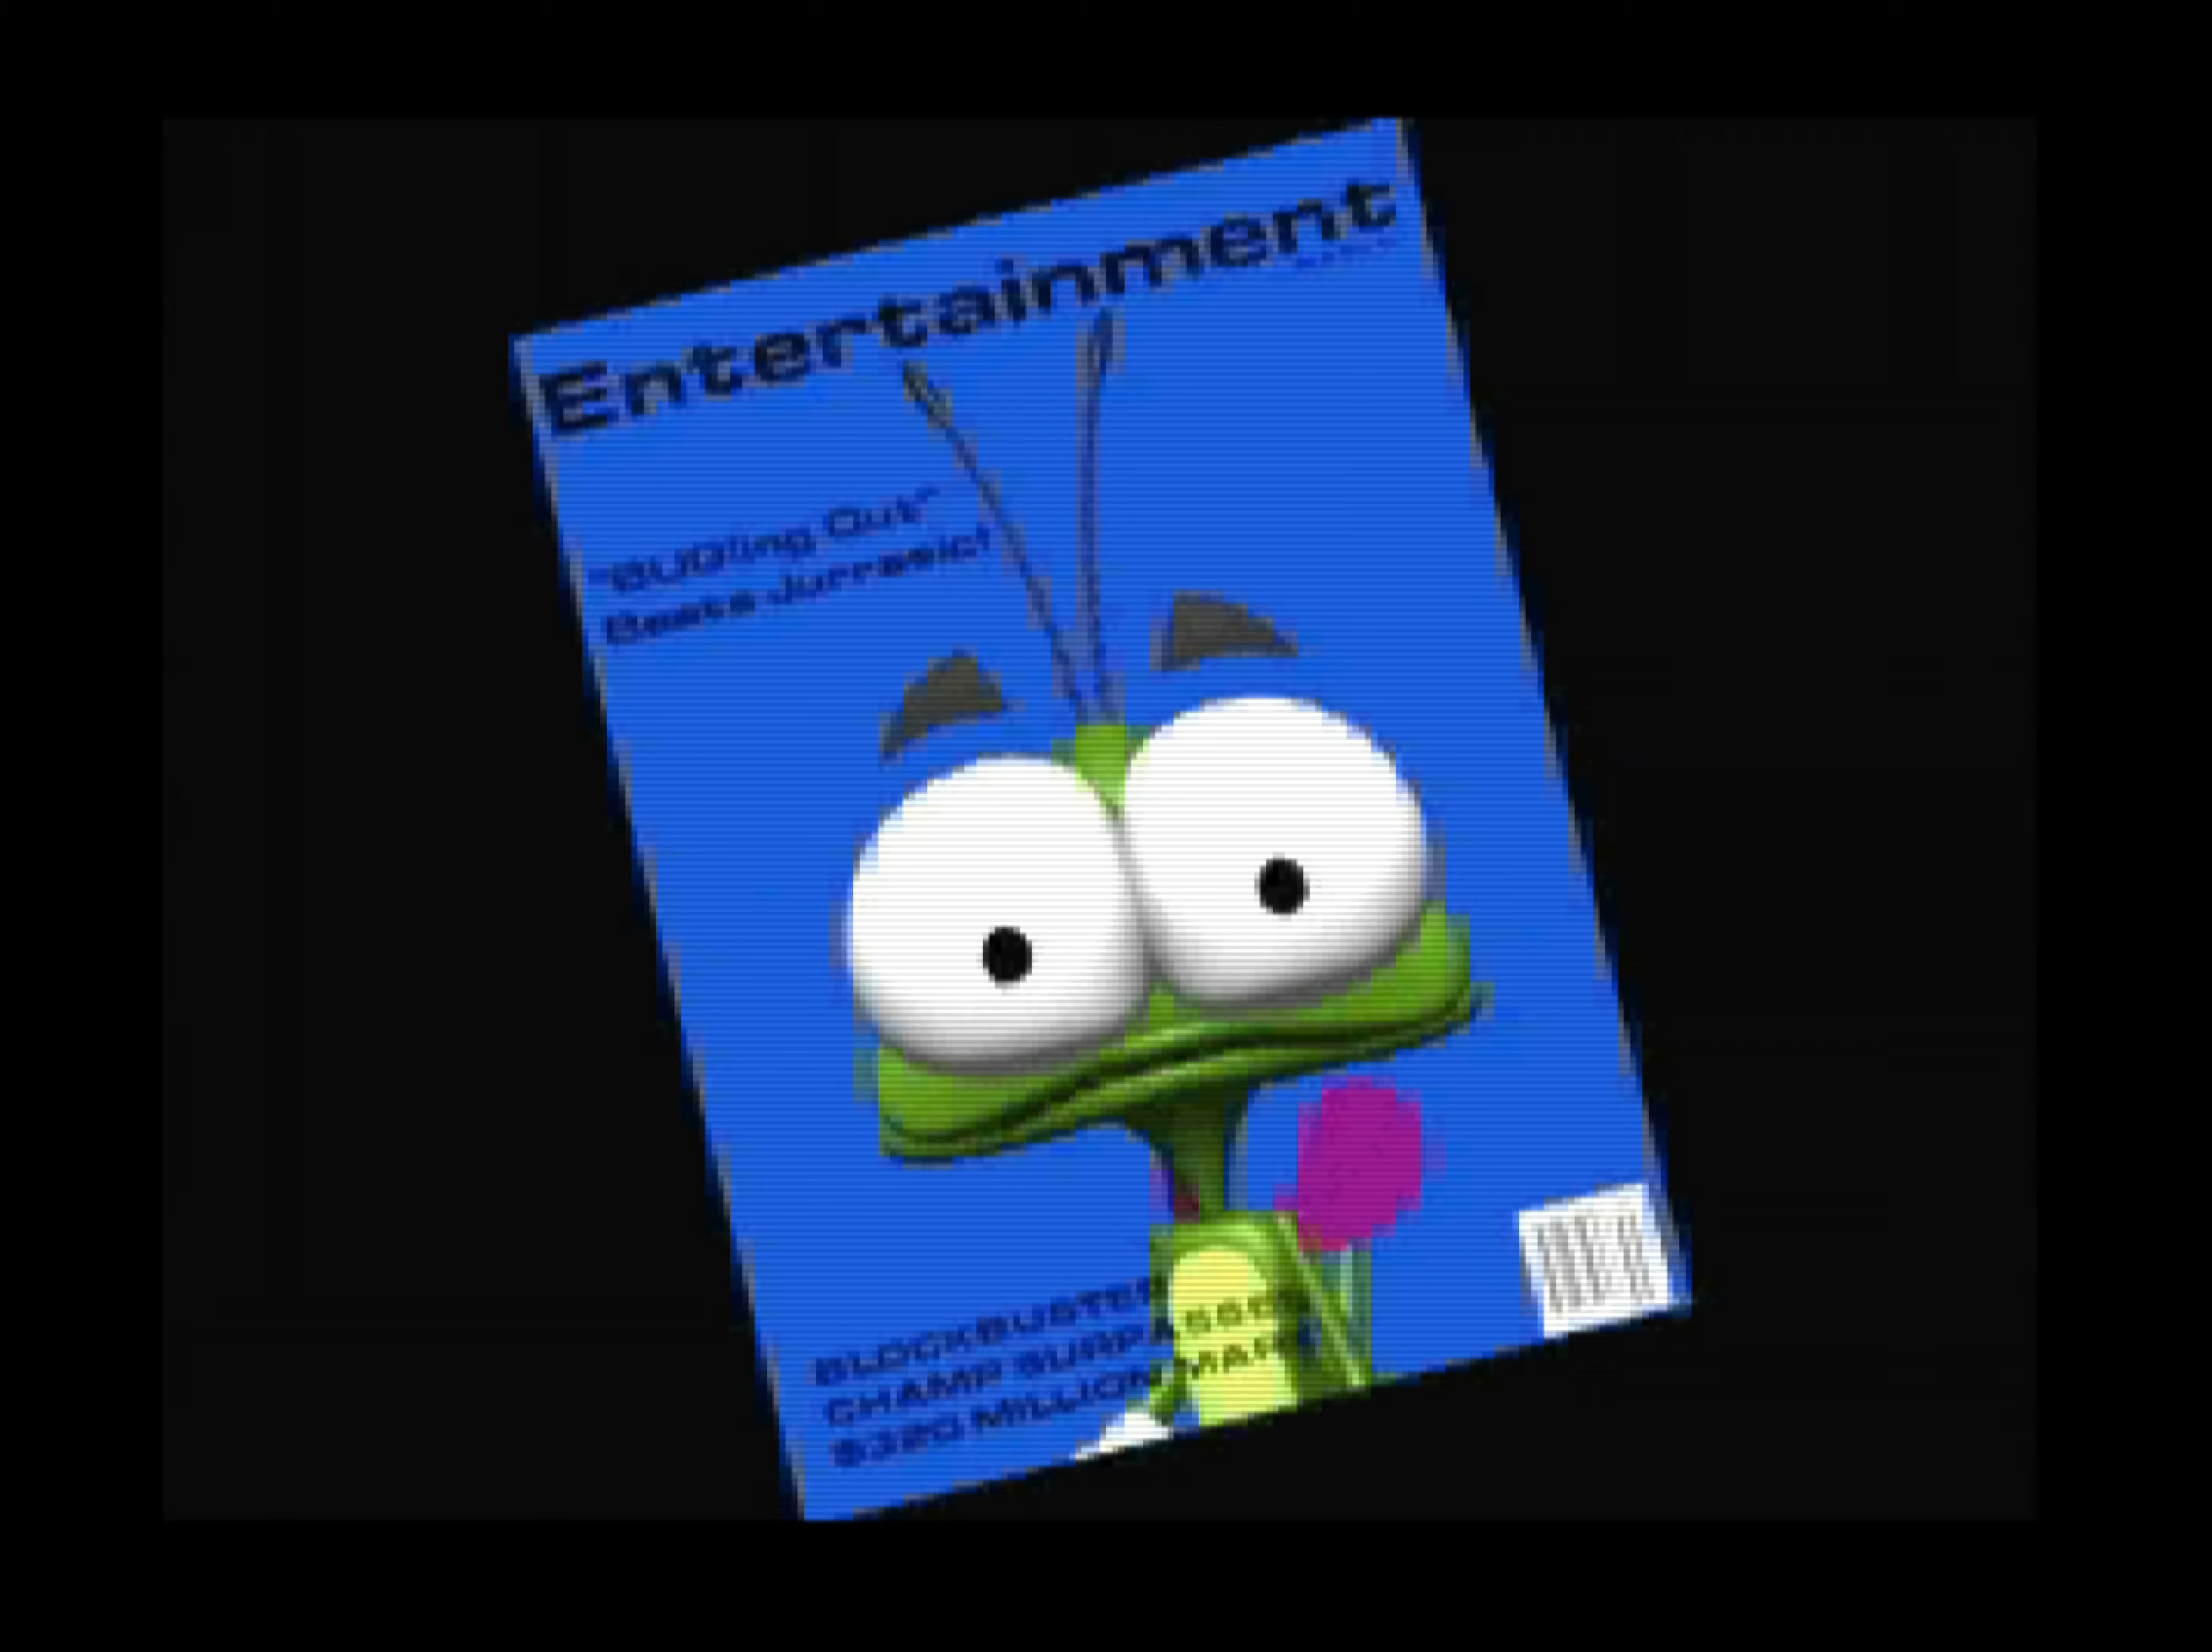 Entertainment
"BUGing Out"
Beats Jurrasic!
BLOCKBUSTER
CHAMP SURPASSES
$320 MILLION MARK